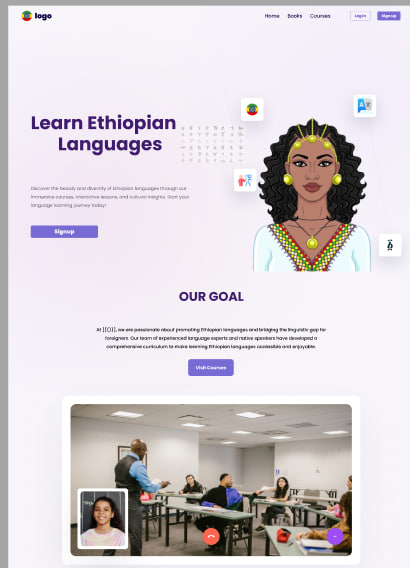 logo
Home Books Courses Log in Signup
Learn Ethiopian
Languages
Discover the beauty and diversity of Ethiopian languages through our
immersive courses, interactive lessons, and cultural insights. Start your
language learning journey today!
Signup
OUR GOAL
we are passionate about promoting Ethiopian languages and bridging the linguistic gap for
foreigners. Our team of experienced language experts and native speakers have developed a
comprehensive curriculum to make learning Ethiopian languages accessible and enjoyable.
Visit Courses